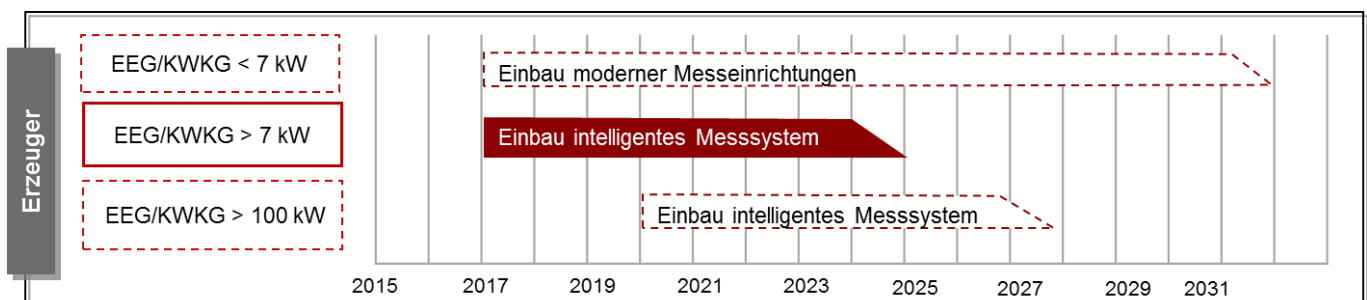 Erzeuger
EEG/KWKG < 7 kW
Einbau moderner Messeinrichtungen
EEG/KWKG > 7 kW
Einbau intelligentes Messsystem
EEG/KWKG > 100 kW
Einbau intelligentes Messsystem
2015 2017 2019 2021 2023 2025 2027 2029 2031